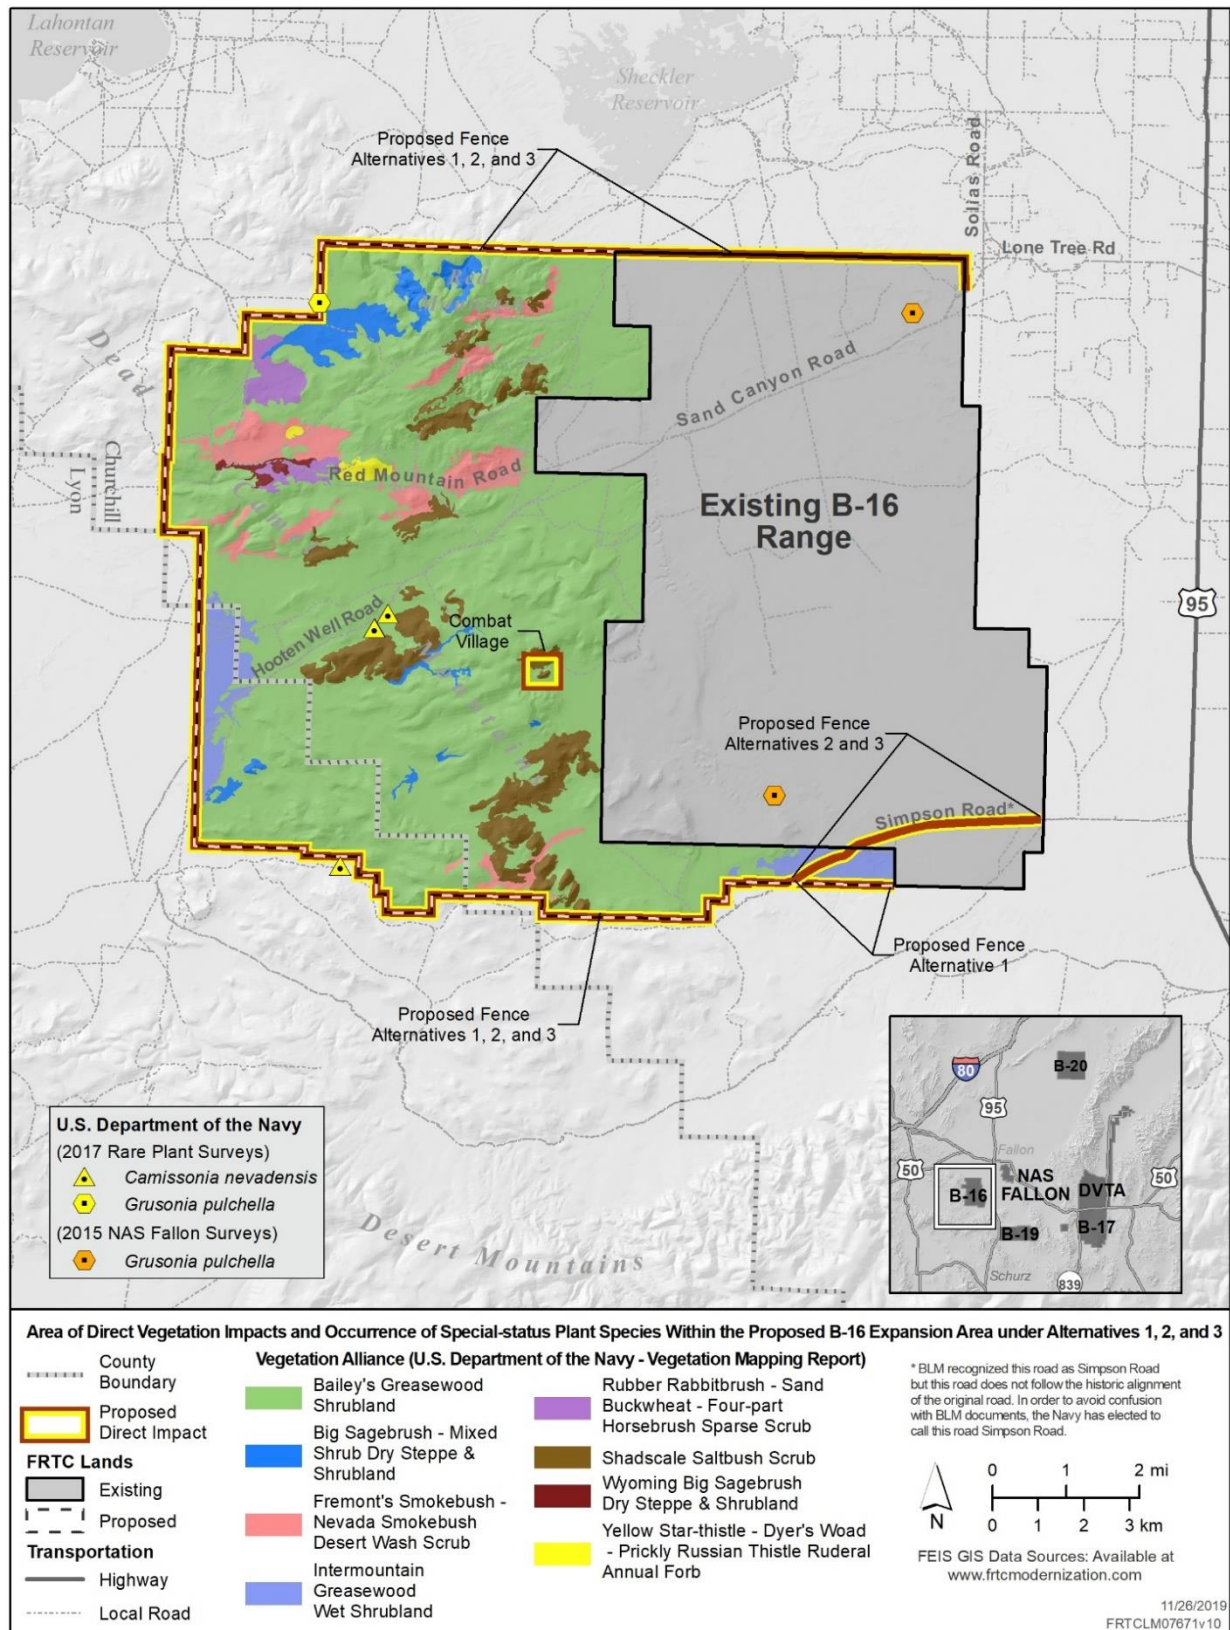 Lahontan
Reservoir
Sheckler
Reservoir
Proposed Fence
Alternatives 1, 2, and 3
Solias Road
Lone Tree Rd
Dead
Camel
Mountains
Red
Mountain
Sand Canyon Road
Churchill
Lyon
Red Mountain Road
Existing B-16
Range
95
Hooten Well Road
Combat
Village
Proposed Fence
Alternatives 2 and 3
Simpson Road*
Proposed Fence
Alternative 1
Proposed Fence
Alternatives 1, 2, and 3
Desert Mountains
U.S. Department of the Navy
(2017 Rare Plant Surveys)
Camissonia nevadensis
Grusonia pulchella
(2015 NAS Fallon Surveys)
Grusonia pulchella
80
B-20
95
Fallon
50
NAS
FALLON
DVTA
50
B-16
B-19
B-17
Schurz
839
Area of Direct Vegetation Impacts and Occurrence of Special-status Plant Species Within the Proposed B-16 Expansion Area under Alternatives 1, 2, and 3
County
Boundary
Proposed
Direct Impact
FRTC Lands
Existing
Proposed
Transportation
Highway
Local Road
Vegetation Alliance (U.S. Department of the Navy - Vegetation Mapping Report)
Bailey's Greasewood
Shrubland
Big Sagebrush - Mixed
Shrub Dry Steppe &
Shrubland
Fremont's Smokebush -
Nevada Smokebush
Desert Wash Scrub
Intermountain
Greasewood
Wet Shrubland
Rubber Rabbitbrush - Sand
Buckwheat - Four-part
Horsebrush Sparse Scrub
Shadscale Saltbush Scrub
Wyoming Big Sagebrush
Dry Steppe & Shrubland
Yellow Star-thistle - Dyer's Woad
- Prickly Russian Thistle Ruderal
Annual Forb
* BLM recognized this road as Simpson Road
but this road does not follow the historic alignment
of the original road. In order to avoid confusion
with BLM documents, the Navy has elected to
call this road Simpson Road.
N
0 1 2 mi
0 1 2 3 km
FEIS GIS Data Sources: Available at
www.frtcmodernization.com
11/26/2019
FRTCLM07671v10